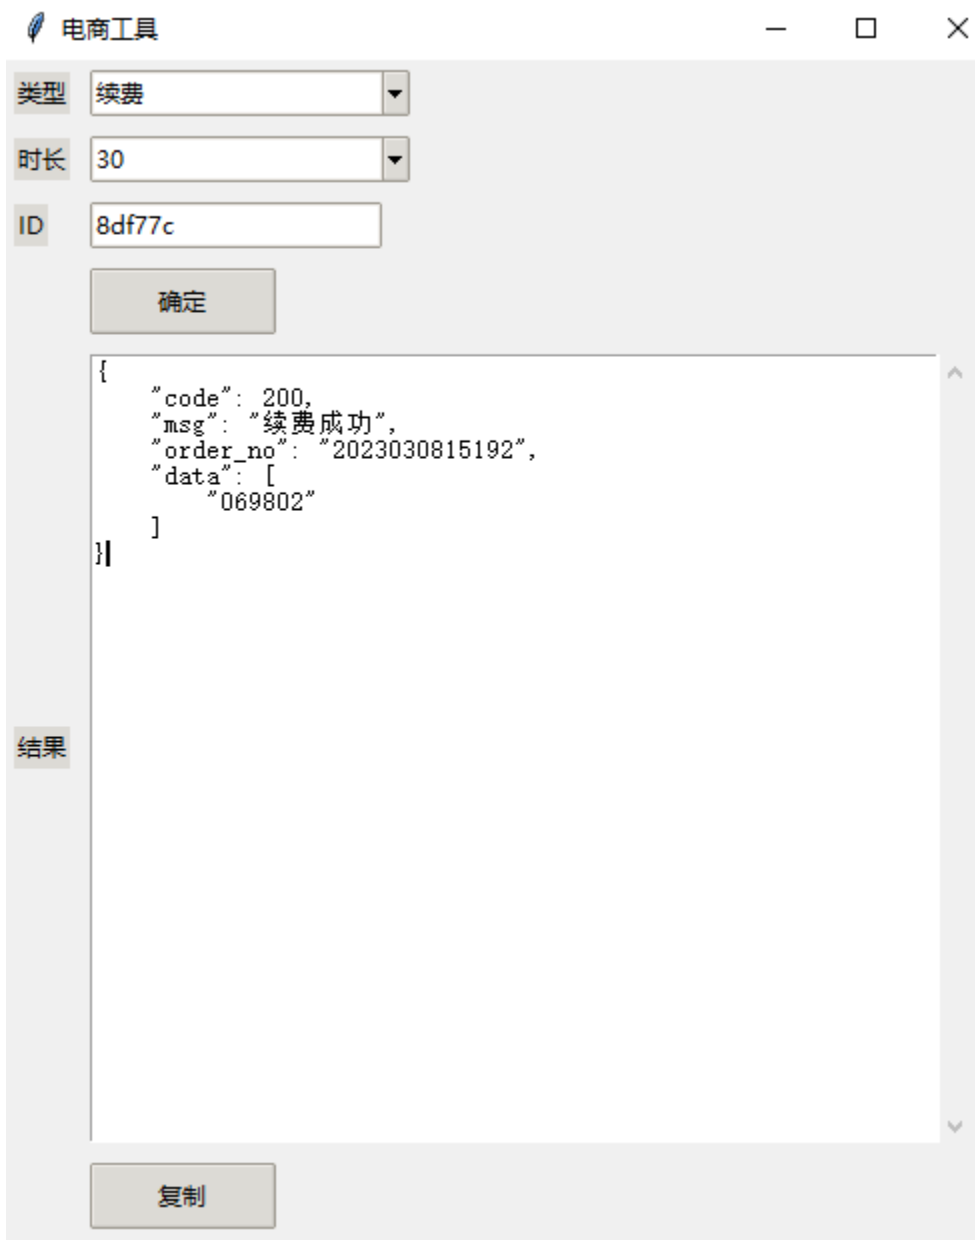 电商工具
类型 续费
时长 30
ID 8df77c
确定
{
"code": 200,
"msg": "续费成功",
"order_no": "2023030815192",
"data": [
"069802"
]
}
结果
复制